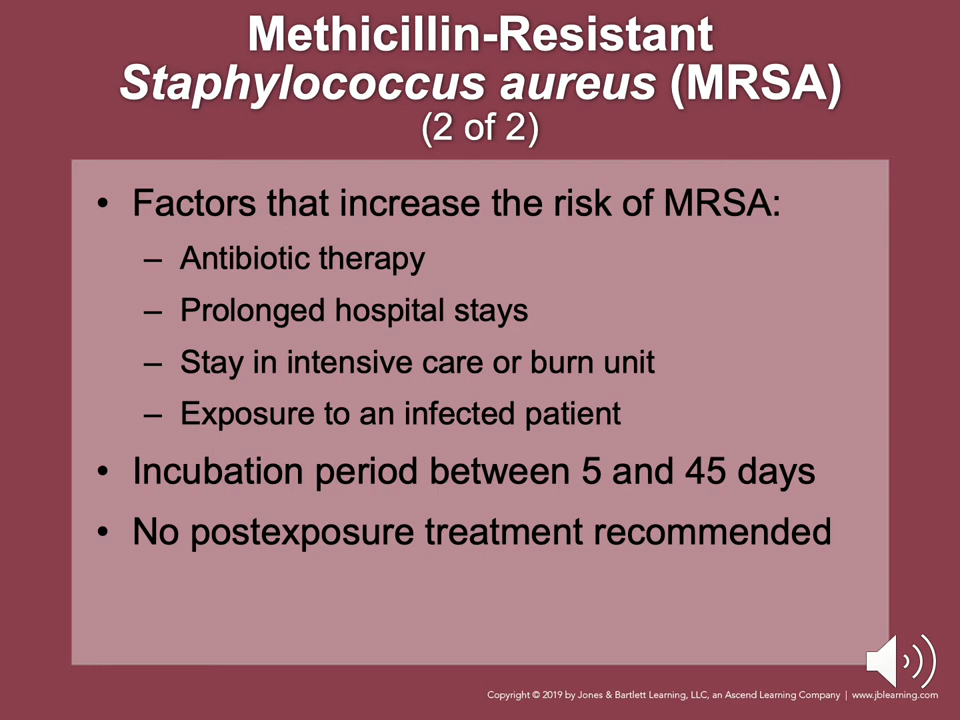 Methicillin-Resistant
Staphylococcus aureus (MRSA)
(2 of 2)
• Factors that increase the risk of MRSA:
– Antibiotic therapy
– Prolonged hospital stays
– Stay in intensive care or burn unit
– Exposure to an infected patient
• Incubation period between 5 and 45 days
• No postexposure treatment recommended
Copyright © 2019 by Jones & Bartlett Learning, LLC, an Ascend Learning Company | www.jblearning.com